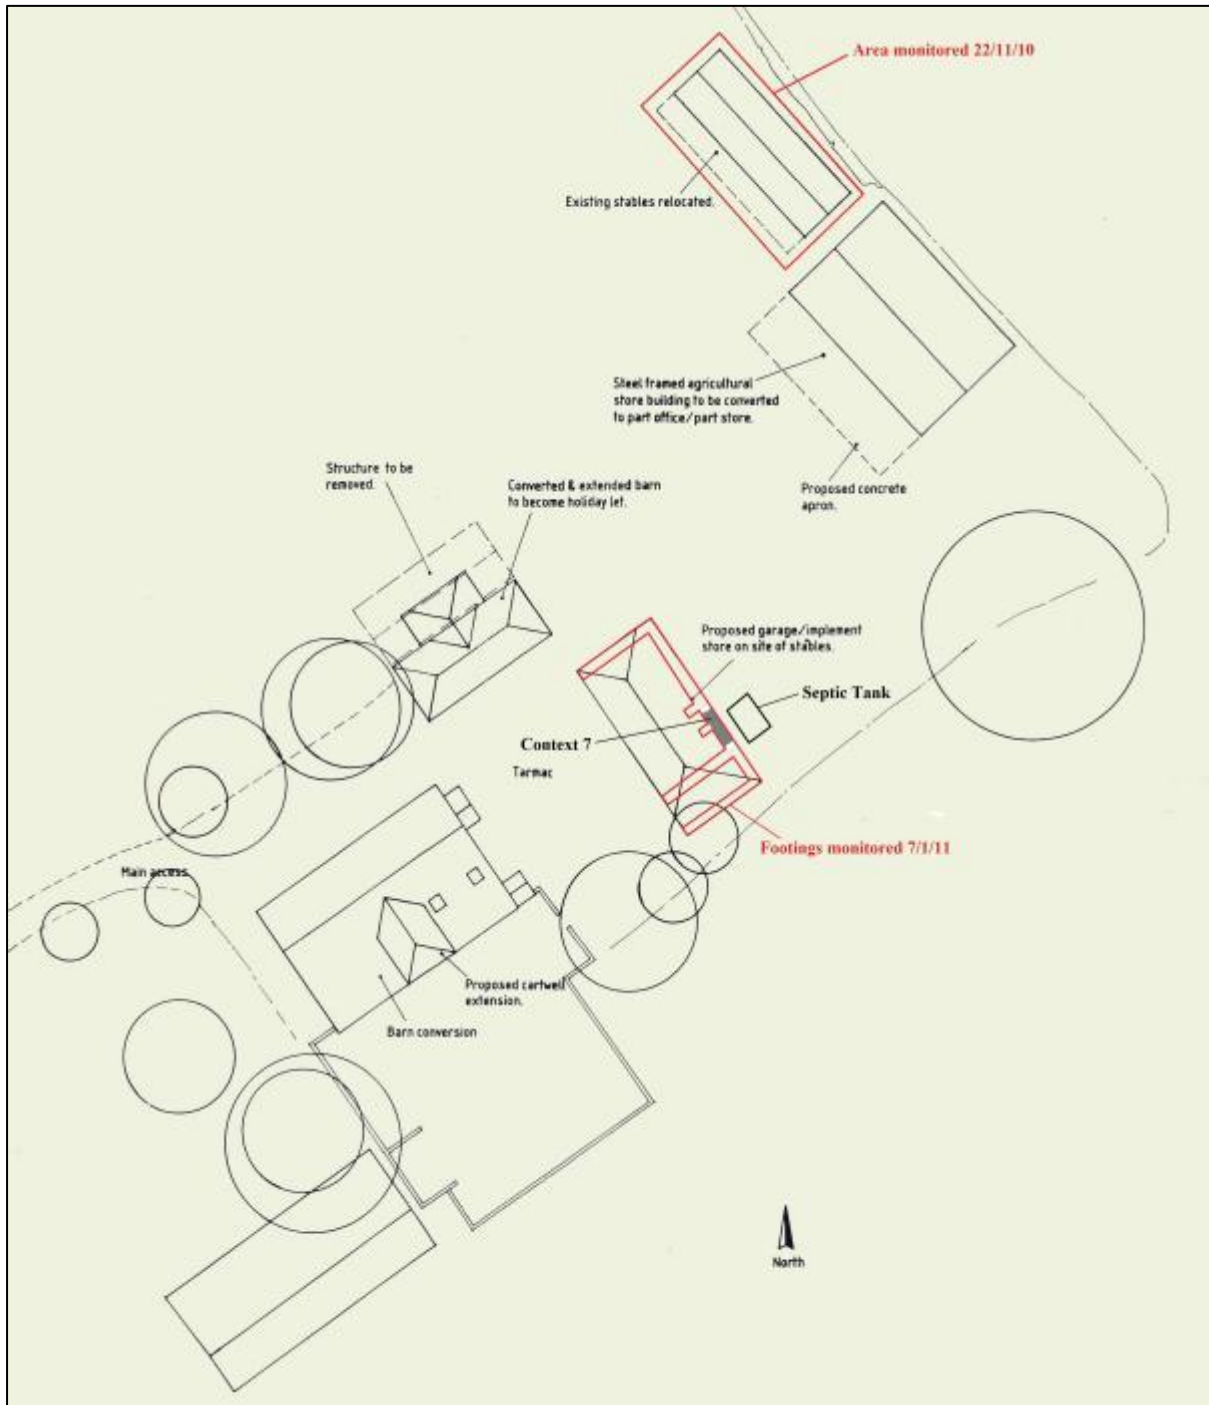 Area monitored 22/11/10
Existing stables relocated.
Steel framed agricultural
store building to be converted
to part office/part store.
Structure to be
removed.
Converted & extended barn
to become holiday let.
Proposed concrete
apron.
Proposed garage/implement
store on site of stables.
Septic Tank
Context 7
Tarmac
Footings monitored 7/1/11
Main access
Proposed cartwell
extension.
Barn conversion
North